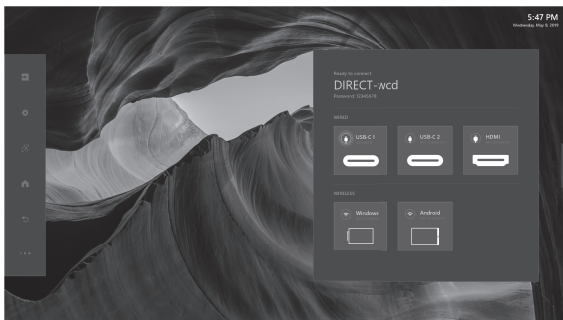 5:47 PM
Wednesday, May 8, 2019
Ready to connect
DIRECT-wcd
Password: 12345678
WIRED
USB-C 1
USB-C 2
HDMI
WIRELESS
Windows
Android